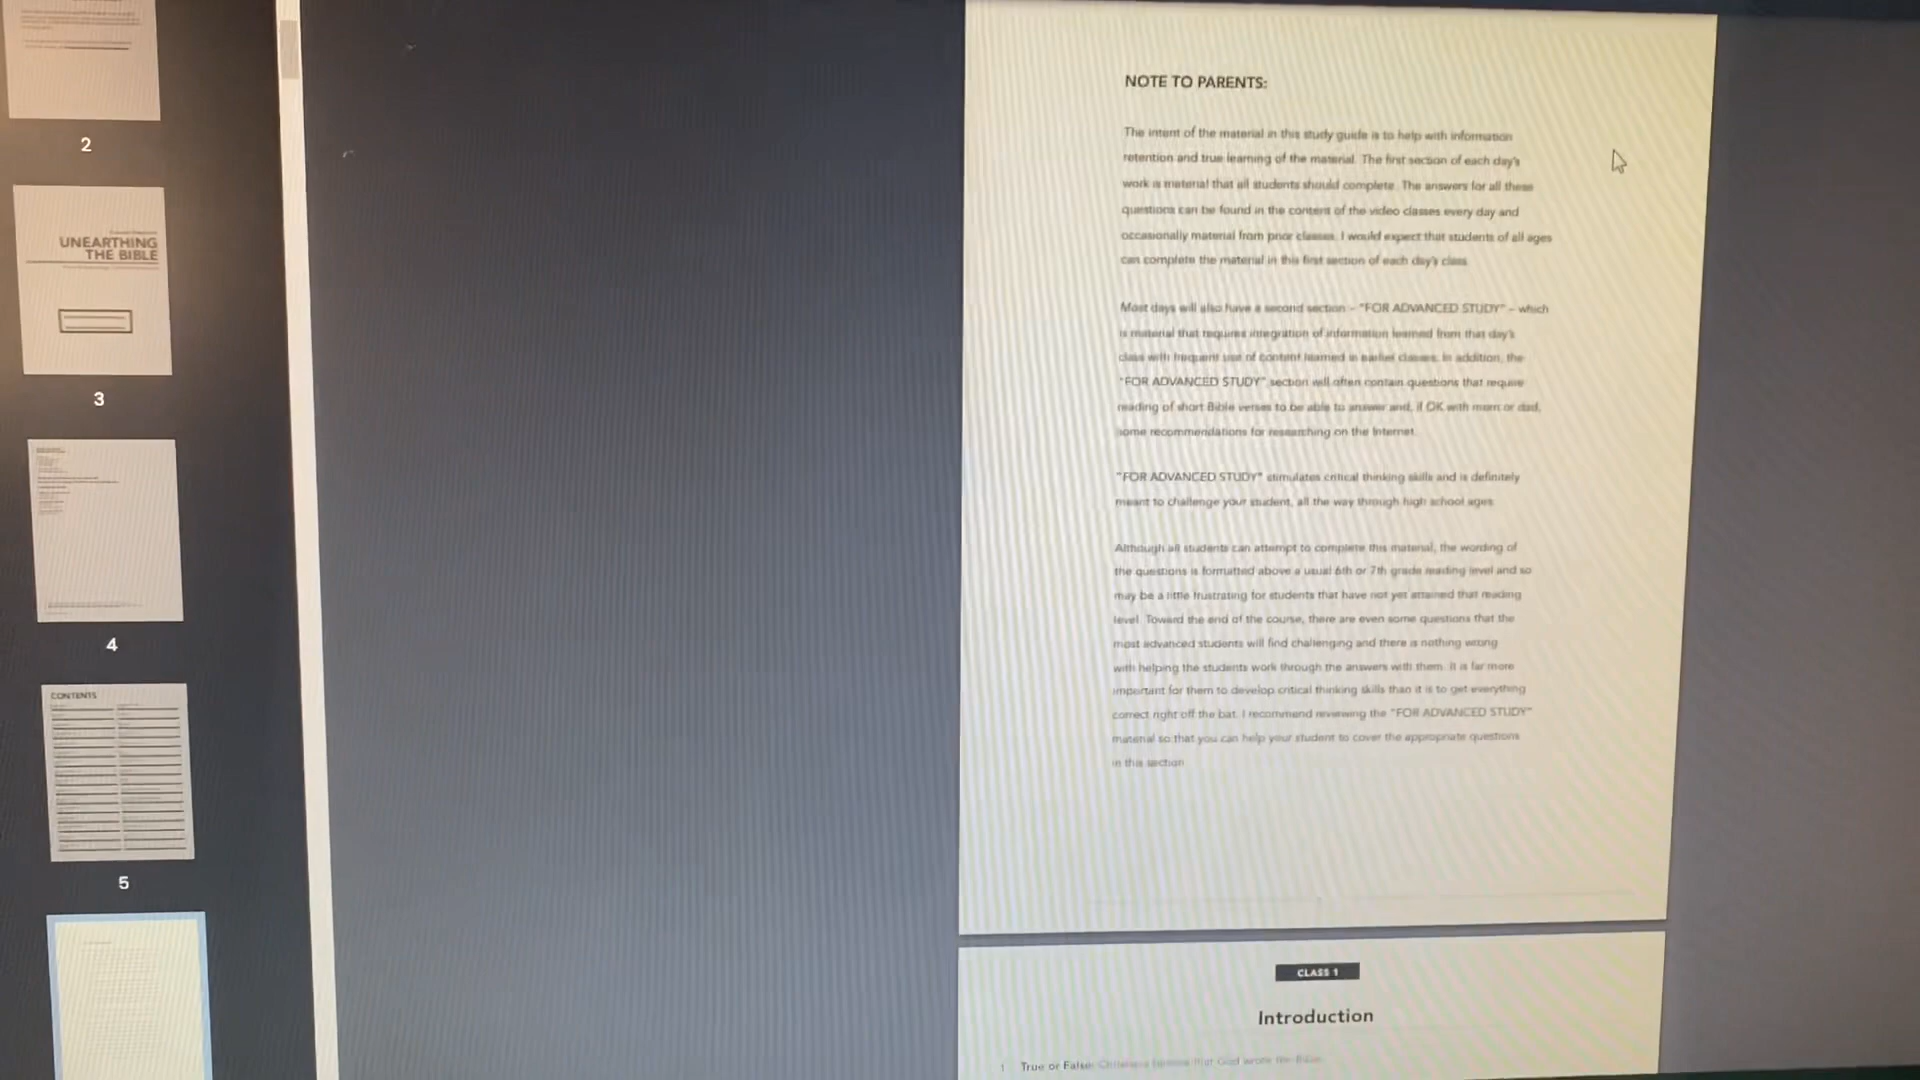 2
UNEARTHING
THE BIBLE
3
4
CONTENTS
5
NOTE TO PARENTS:
The intent of the material in this study guide is to help with information
retention and true learning of the material. The first section of each day's
work is material that all students should complete. The answers for all these
questions can be found in the content of the video classes every day and
occasionally material from prior classes. I would expect that students of all ages
can complete the material in this first section of each day's class.
Most days will also have a second section – "FOR ADVANCED STUDY" – which
is material that requires integration of information learned from that day's
class with frequent use of content learned in earlier classes. In addition, the
"FOR ADVANCED STUDY" section will often contain questions that require
reading of short Bible verses to be able to answer and, if OK with mom or dad,
some recommendations for researching on the Internet.
"FOR ADVANCED STUDY" stimulates critical thinking skills and is definitely
meant to challenge your student, all the way through high school ages.
Although all students can attempt to complete this material, the wording of
the questions is formatted above a usual 6th or 7th grade reading level and so
may be a little frustrating for students that have not yet attained that reading
level. Toward the end of the course, there are even some questions that the
most advanced students will find challenging and there is nothing wrong
with helping the students work through the answers with them. It is far more
important for them to develop critical thinking skills than it is to get everything
correct right off the bat. I recommend reviewing the "FOR ADVANCED STUDY"
material so that you can help your student to cover the appropriate questions
in this section.
CLASS 1
Introduction
1 True or False: Christians believe that God wrote the Bible.